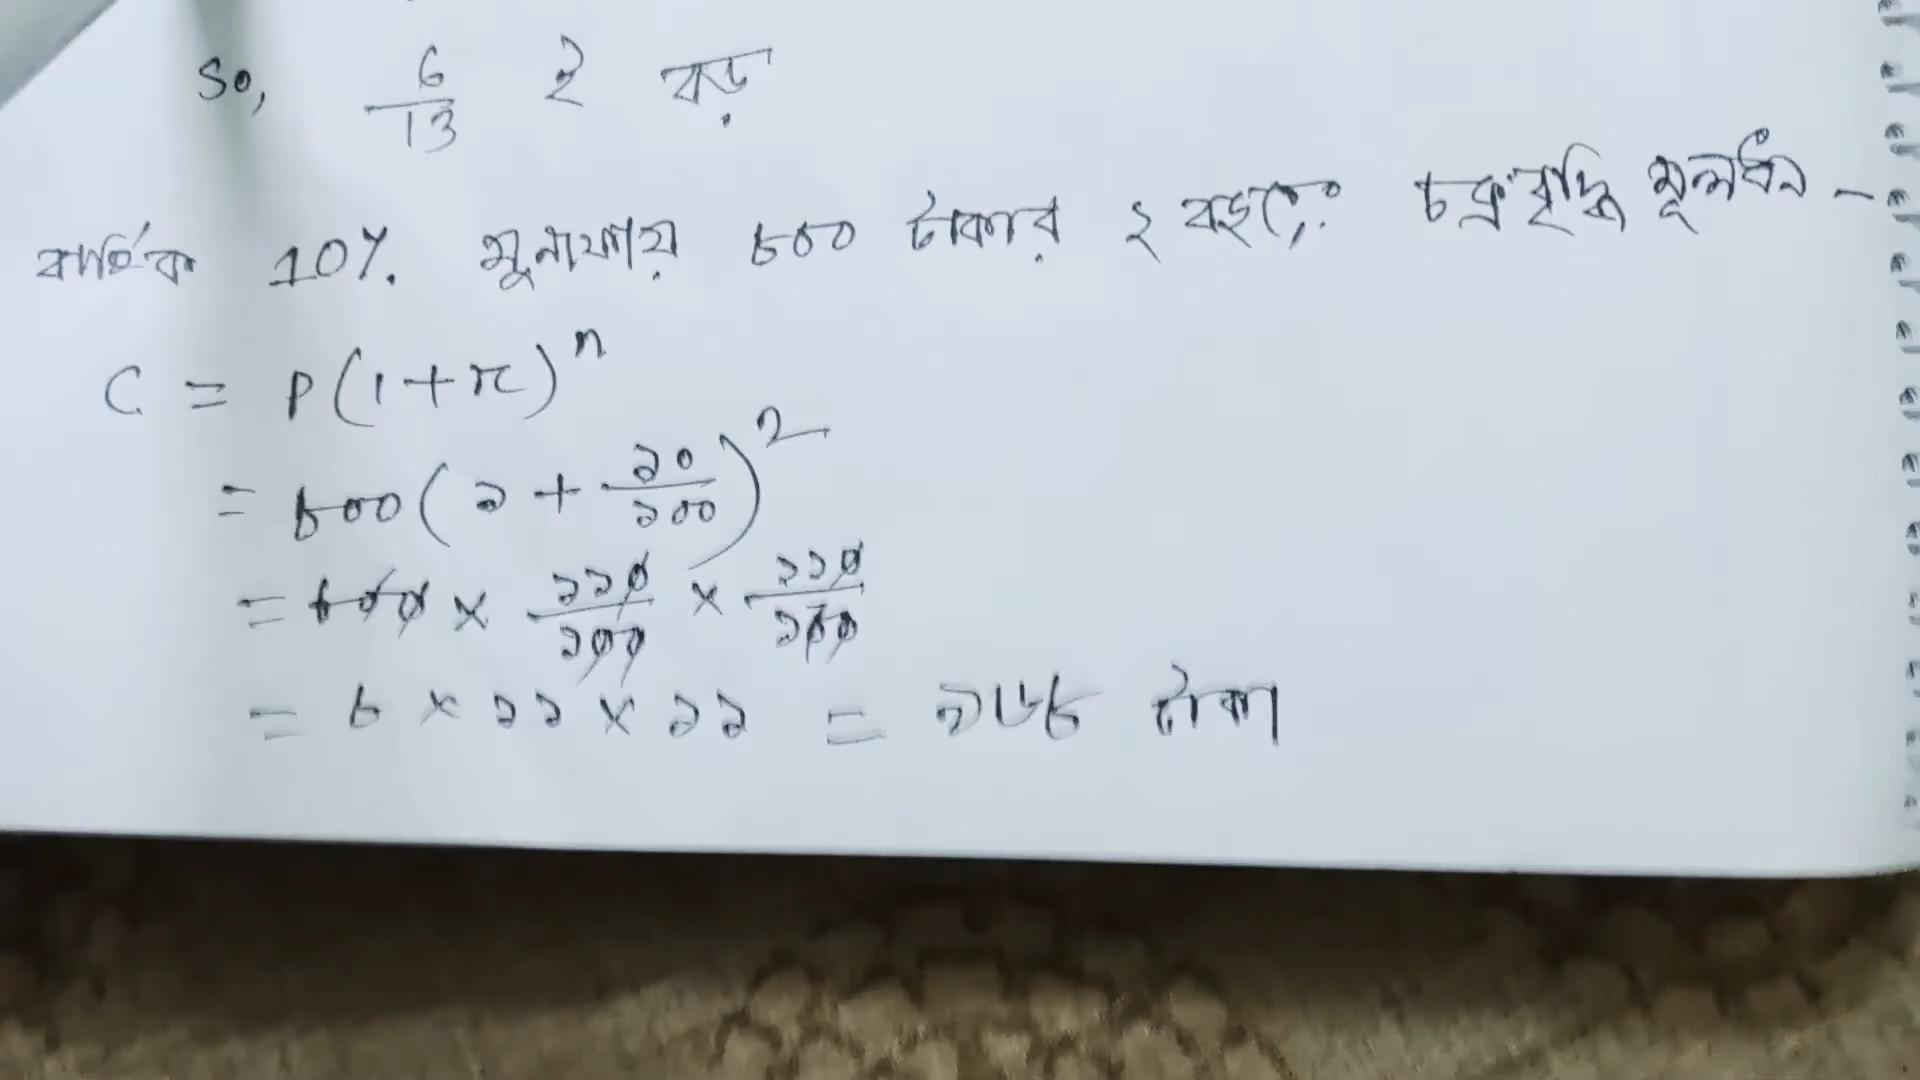 So, 6/13 ই বড়
বার্ষিক 10%. মুনাফায় ৮০০ টাকার ২ বছরের চক্রবৃদ্ধি মূলধন -
C = P(1+r)^n
= ৮০০(১ + ১০/১০০)^2
= ৮০০ × ১১০/১০০ × ১১০/১০০
= ৮ × ১১ × ১১ = ৯৬৮ টাকা